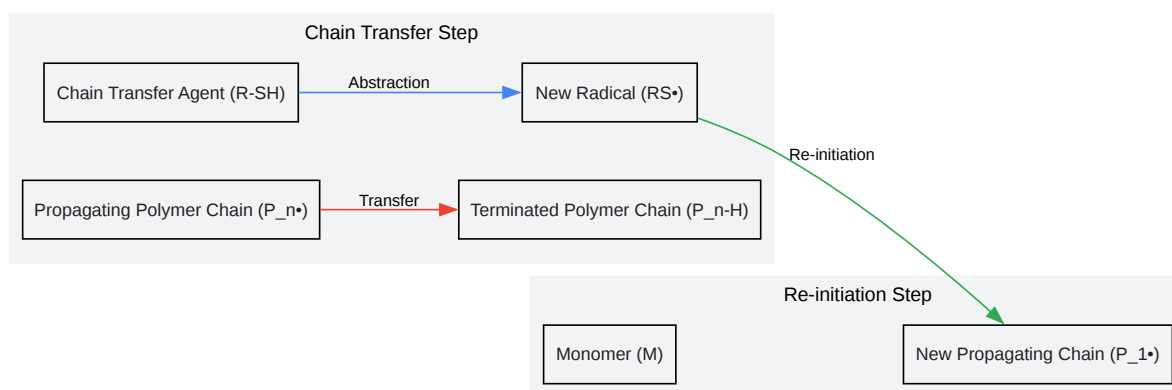 Chain Transfer Step
Chain Transfer Agent (R-SH)
Abstraction
New Radical (RS•)
Re-initiation
Propagating Polymer Chain (P_n•)
Transfer
Terminated Polymer Chain (P_n-H)
Re-initiation Step
Monomer (M)
New Propagating Chain (P_1•)